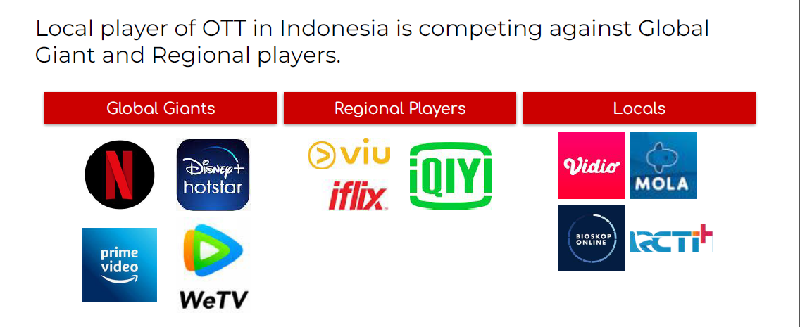 Local player of OTT in Indonesia is competing against Global
Giant and Regional players.
Global Giants
Regional Players
Locals
N
Disney+
hotstar
prime
video
WeTV
viu
iflix
iQIYI
Vidio
MOLA
BIOSKOP
ONLINE
RCTI+